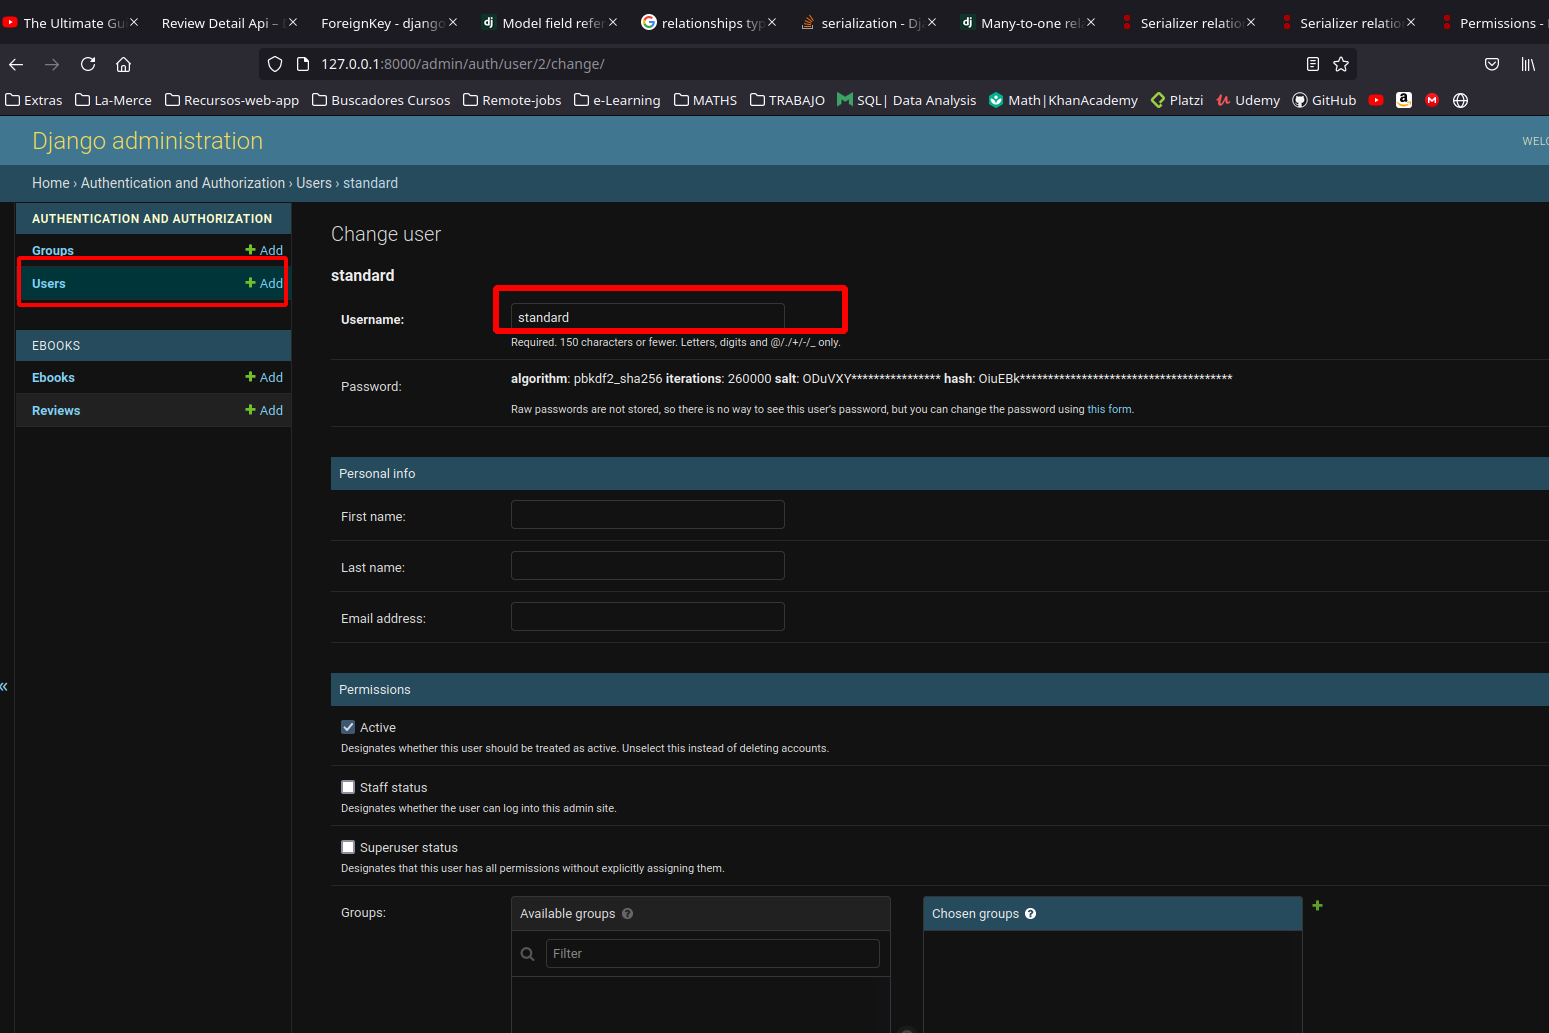 The Ultimate Gu
Review Detail Api –
ForeignKey - django
Model field refer
relationships typ
serialization - Dj
Many-to-one rel
Serializer relation
Serializer relation
Permissions -
127.0.0.1:8000/admin/auth/user/2/change/
Extras
La-Merce
Recursos-web-app
Buscadores Cursos
Remote-jobs
e-Learning
MATHS
TRABAJO
SQL| Data Analysis
Math|KhanAcademy
Platzi
Udemy
GitHub
Django administration
WELC
Home › Authentication and Authorization › Users › standard
AUTHENTICATION AND AUTHORIZATION
Groups + Add
Users + Add
EBOOKS
Ebooks + Add
Reviews + Add
«
Change user
standard
Username: standard
Required. 150 characters or fewer. Letters, digits and @/./+/-/_ only.
Password: algorithm: pbkdf2_sha256 iterations: 260000 salt: ODuVXY**************** hash: OiuEBk**************************************
Raw passwords are not stored, so there is no way to see this user's password, but you can change the password using this form.
Personal info
First name:
Last name:
Email address:
Permissions
Active
Designates whether this user should be treated as active. Unselect this instead of deleting accounts.
Staff status
Designates whether the user can log into this admin site.
Superuser status
Designates that this user has all permissions without explicitly assigning them.
Groups:
Available groups ?
Filter
Chosen groups ?